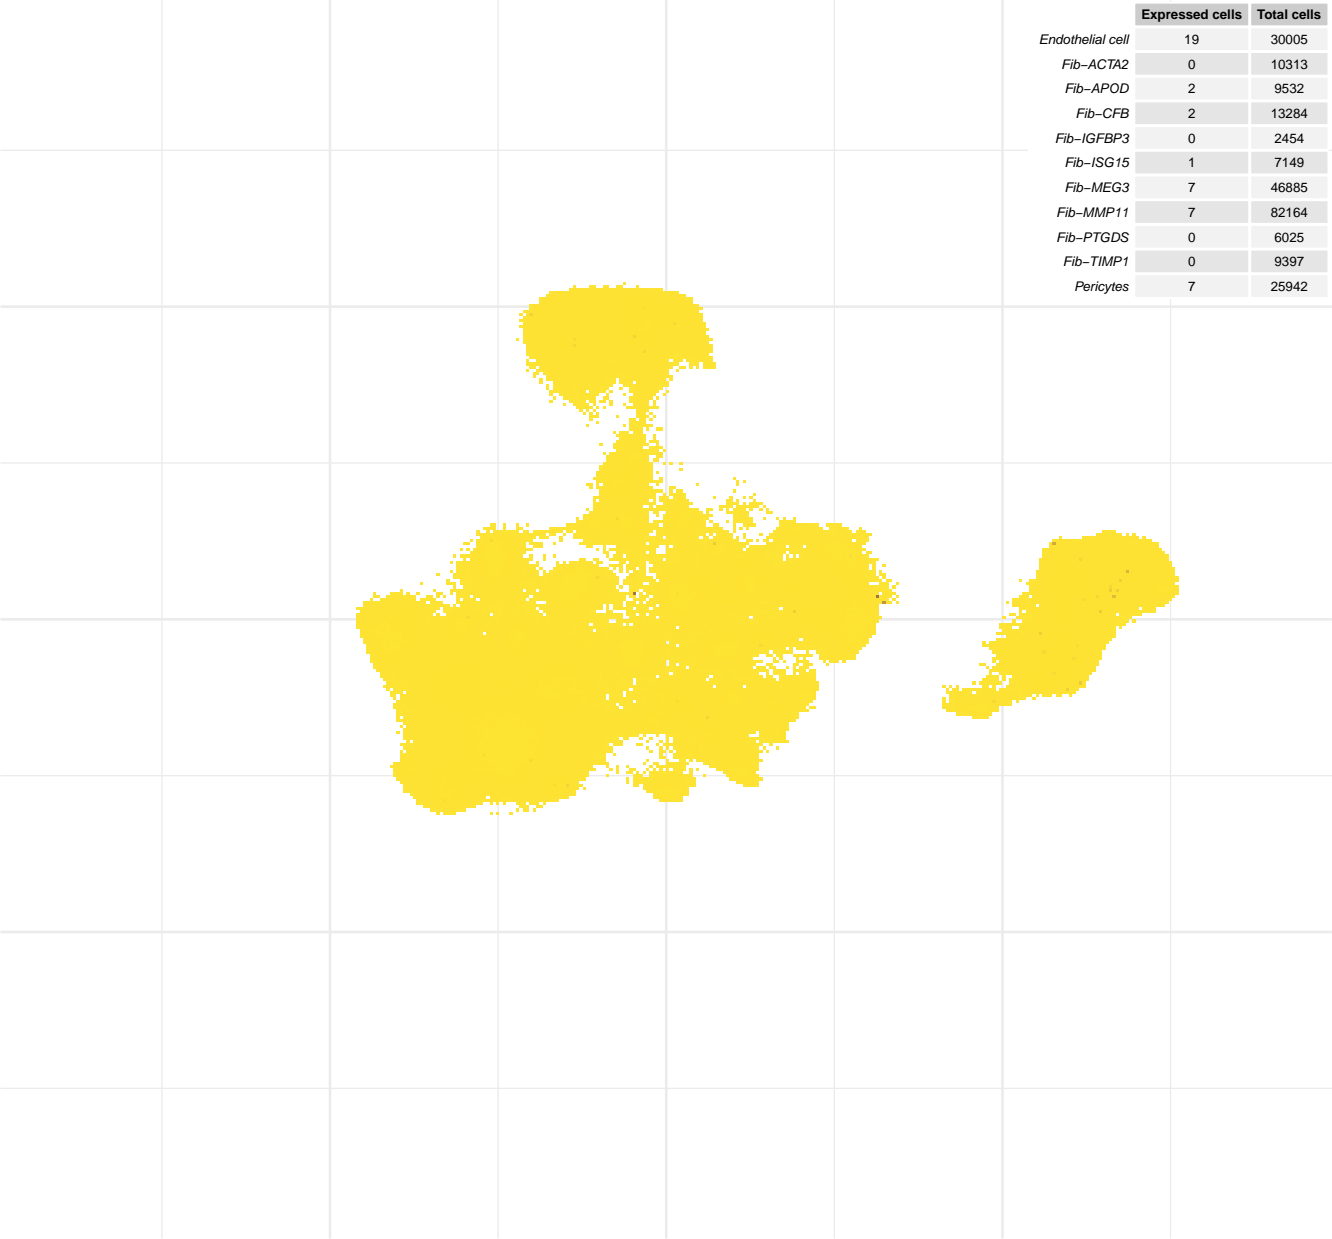 Expressed cells Total cells
Endothelial cell 19 30005
Fib−ACTA2 0 10313
Fib−APOD 2 9532
Fib−CFB 2 13284
Fib−IGFBP3 0 2454
Fib−ISG15 1 7149
Fib−MEG3 7 46885
Fib−MMP11 7 82164
Fib−PTGDS 0 6025
Fib−TIMP1 0 9397
Pericytes 7 25942